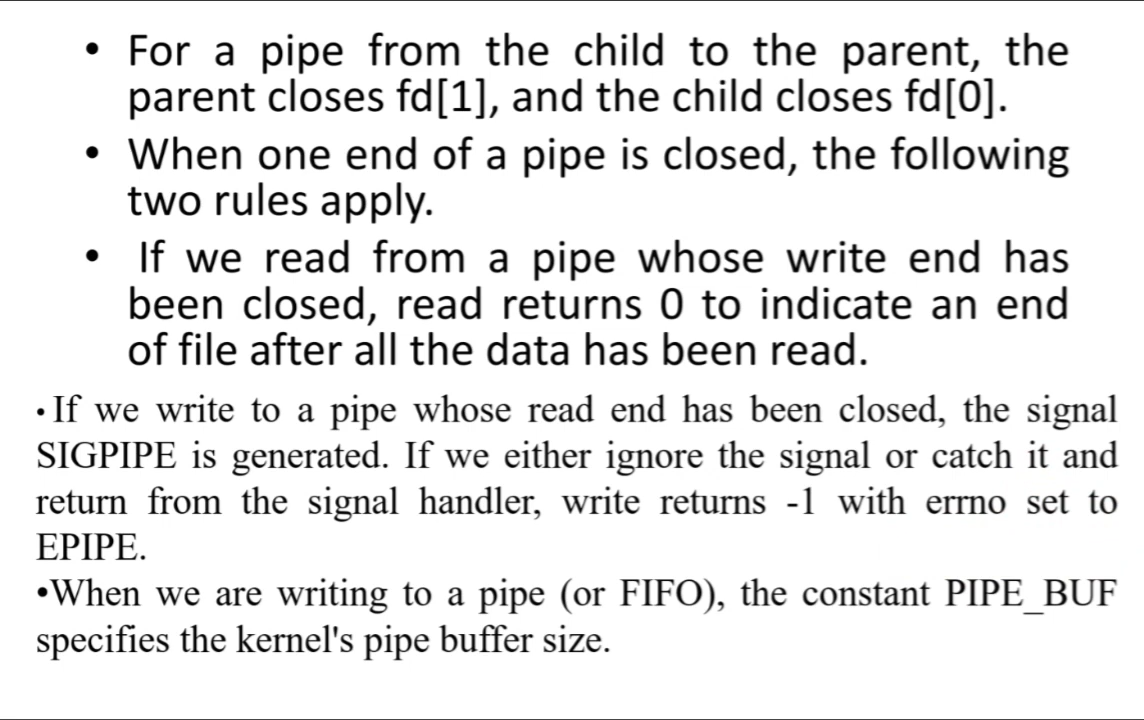 • For a pipe from the child to the parent, the
parent closes fd[1], and the child closes fd[0].
• When one end of a pipe is closed, the following
two rules apply.
• If we read from a pipe whose write end has
been closed, read returns 0 to indicate an end
of file after all the data has been read.
• If we write to a pipe whose read end has been closed, the signal
SIGPIPE is generated. If we either ignore the signal or catch it and
return from the signal handler, write returns -1 with errno set to
EPIPE.
•When we are writing to a pipe (or FIFO), the constant PIPE_BUF
specifies the kernel's pipe buffer size.